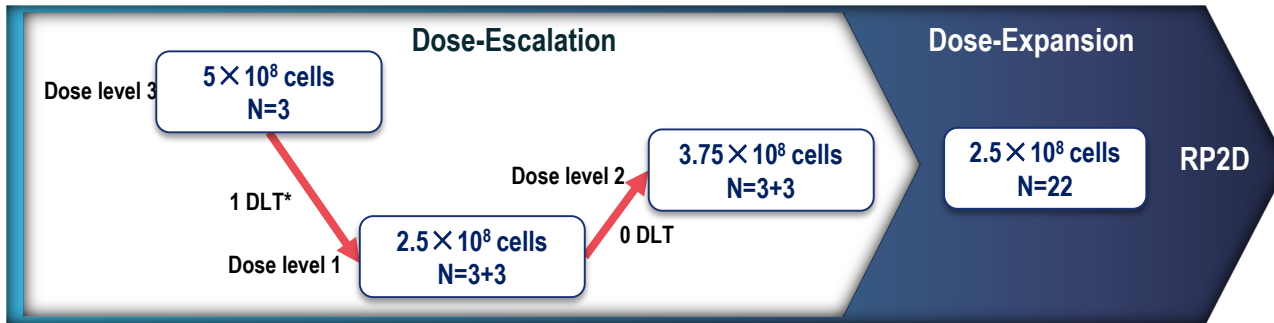 Dose-Escalation
Dose-Expansion
Dose level 3
5×10⁸ cells
N=3
1 DLT*
Dose level 1
2.5×10⁸ cells
N=3+3
0 DLT
Dose level 2
3.75×10⁸ cells
N=3+3
2.5×10⁸ cells
N=22
RP2D